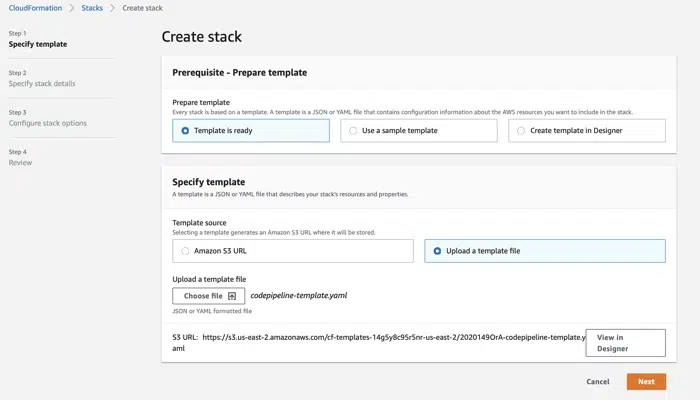 CloudFormation > Stacks > Create stack
Step 1
Specify template
Step 2
Specify stack details
Step 3
Configure stack options
Step 4
Review
Create stack
Prerequisite - Prepare template
Prepare template
Every stack is based on a template. A template is a JSON or YAML file that contains configuration information about the AWS resources you want to include in the stack.
Template is ready
Use a sample template
Create template in Designer
Specify template
A template is a JSON or YAML file that describes your stack's resources and properties.
Template source
Selecting a template generates an Amazon S3 URL where it will be stored.
Amazon S3 URL
Upload a template file
Upload a template file
Choose file codepipeline-template.yaml
JSON or YAML formatted file
S3 URL: https://s3.us-east-2.amazonaws.com/cf-templates-14g5y8c95r5nr-us-east-2/2020149OrA-codepipeline-template.y
aml
View in
Designer
Cancel
Next